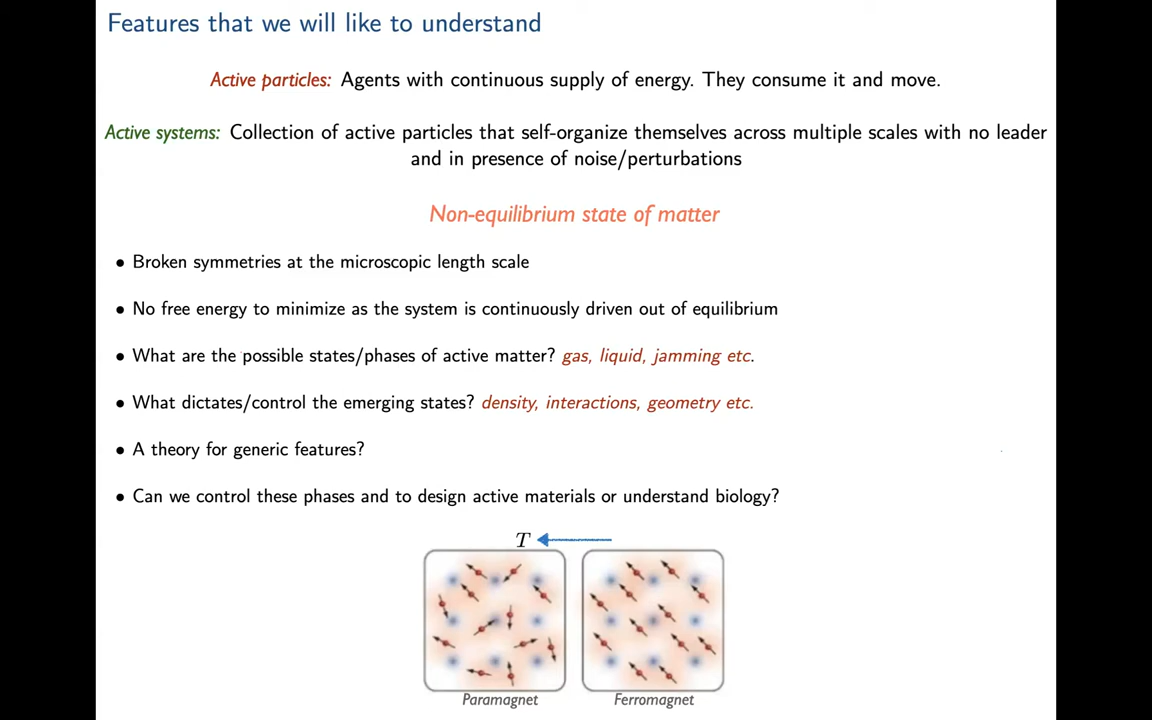 Features that we will like to understand
Active particles: Agents with continuous supply of energy. They consume it and move.
Active systems: Collection of active particles that self-organize themselves across multiple scales with no leader
and in presence of noise/perturbations
Non-equilibrium state of matter
• Broken symmetries at the microscopic length scale
• No free energy to minimize as the system is continuously driven out of equilibrium
• What are the possible states/phases of active matter? gas, liquid, jamming etc.
• What dictates/control the emerging states? density, interactions, geometry etc.
• A theory for generic features?
• Can we control these phases and to design active materials or understand biology?
T
Paramagnet
Ferromagnet